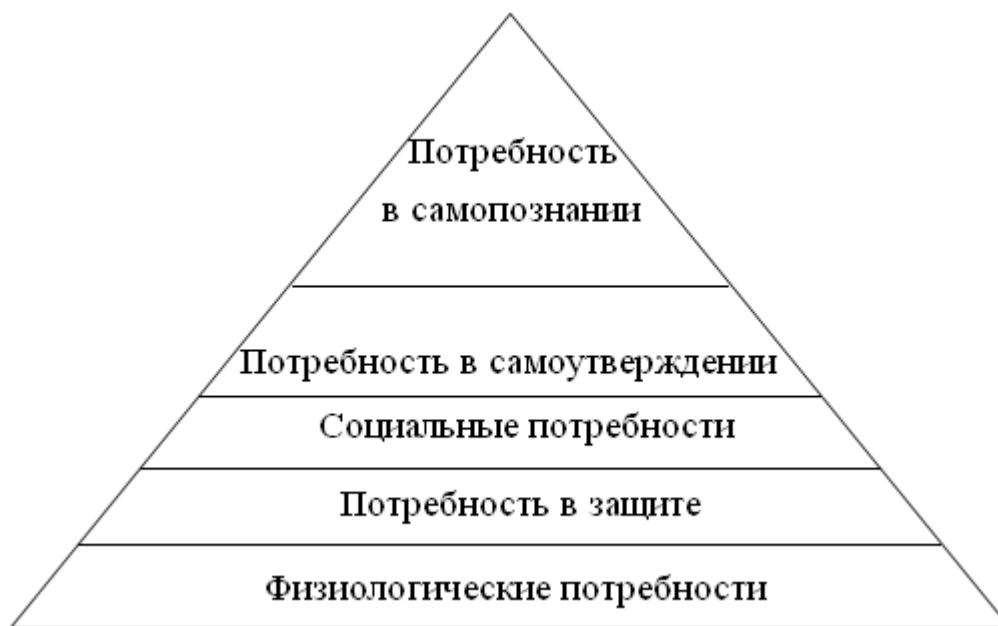 Потребность
в самопознании
Потребность в самоутверждении
Социальные потребности
Потребность в защите
Физиологические потребности